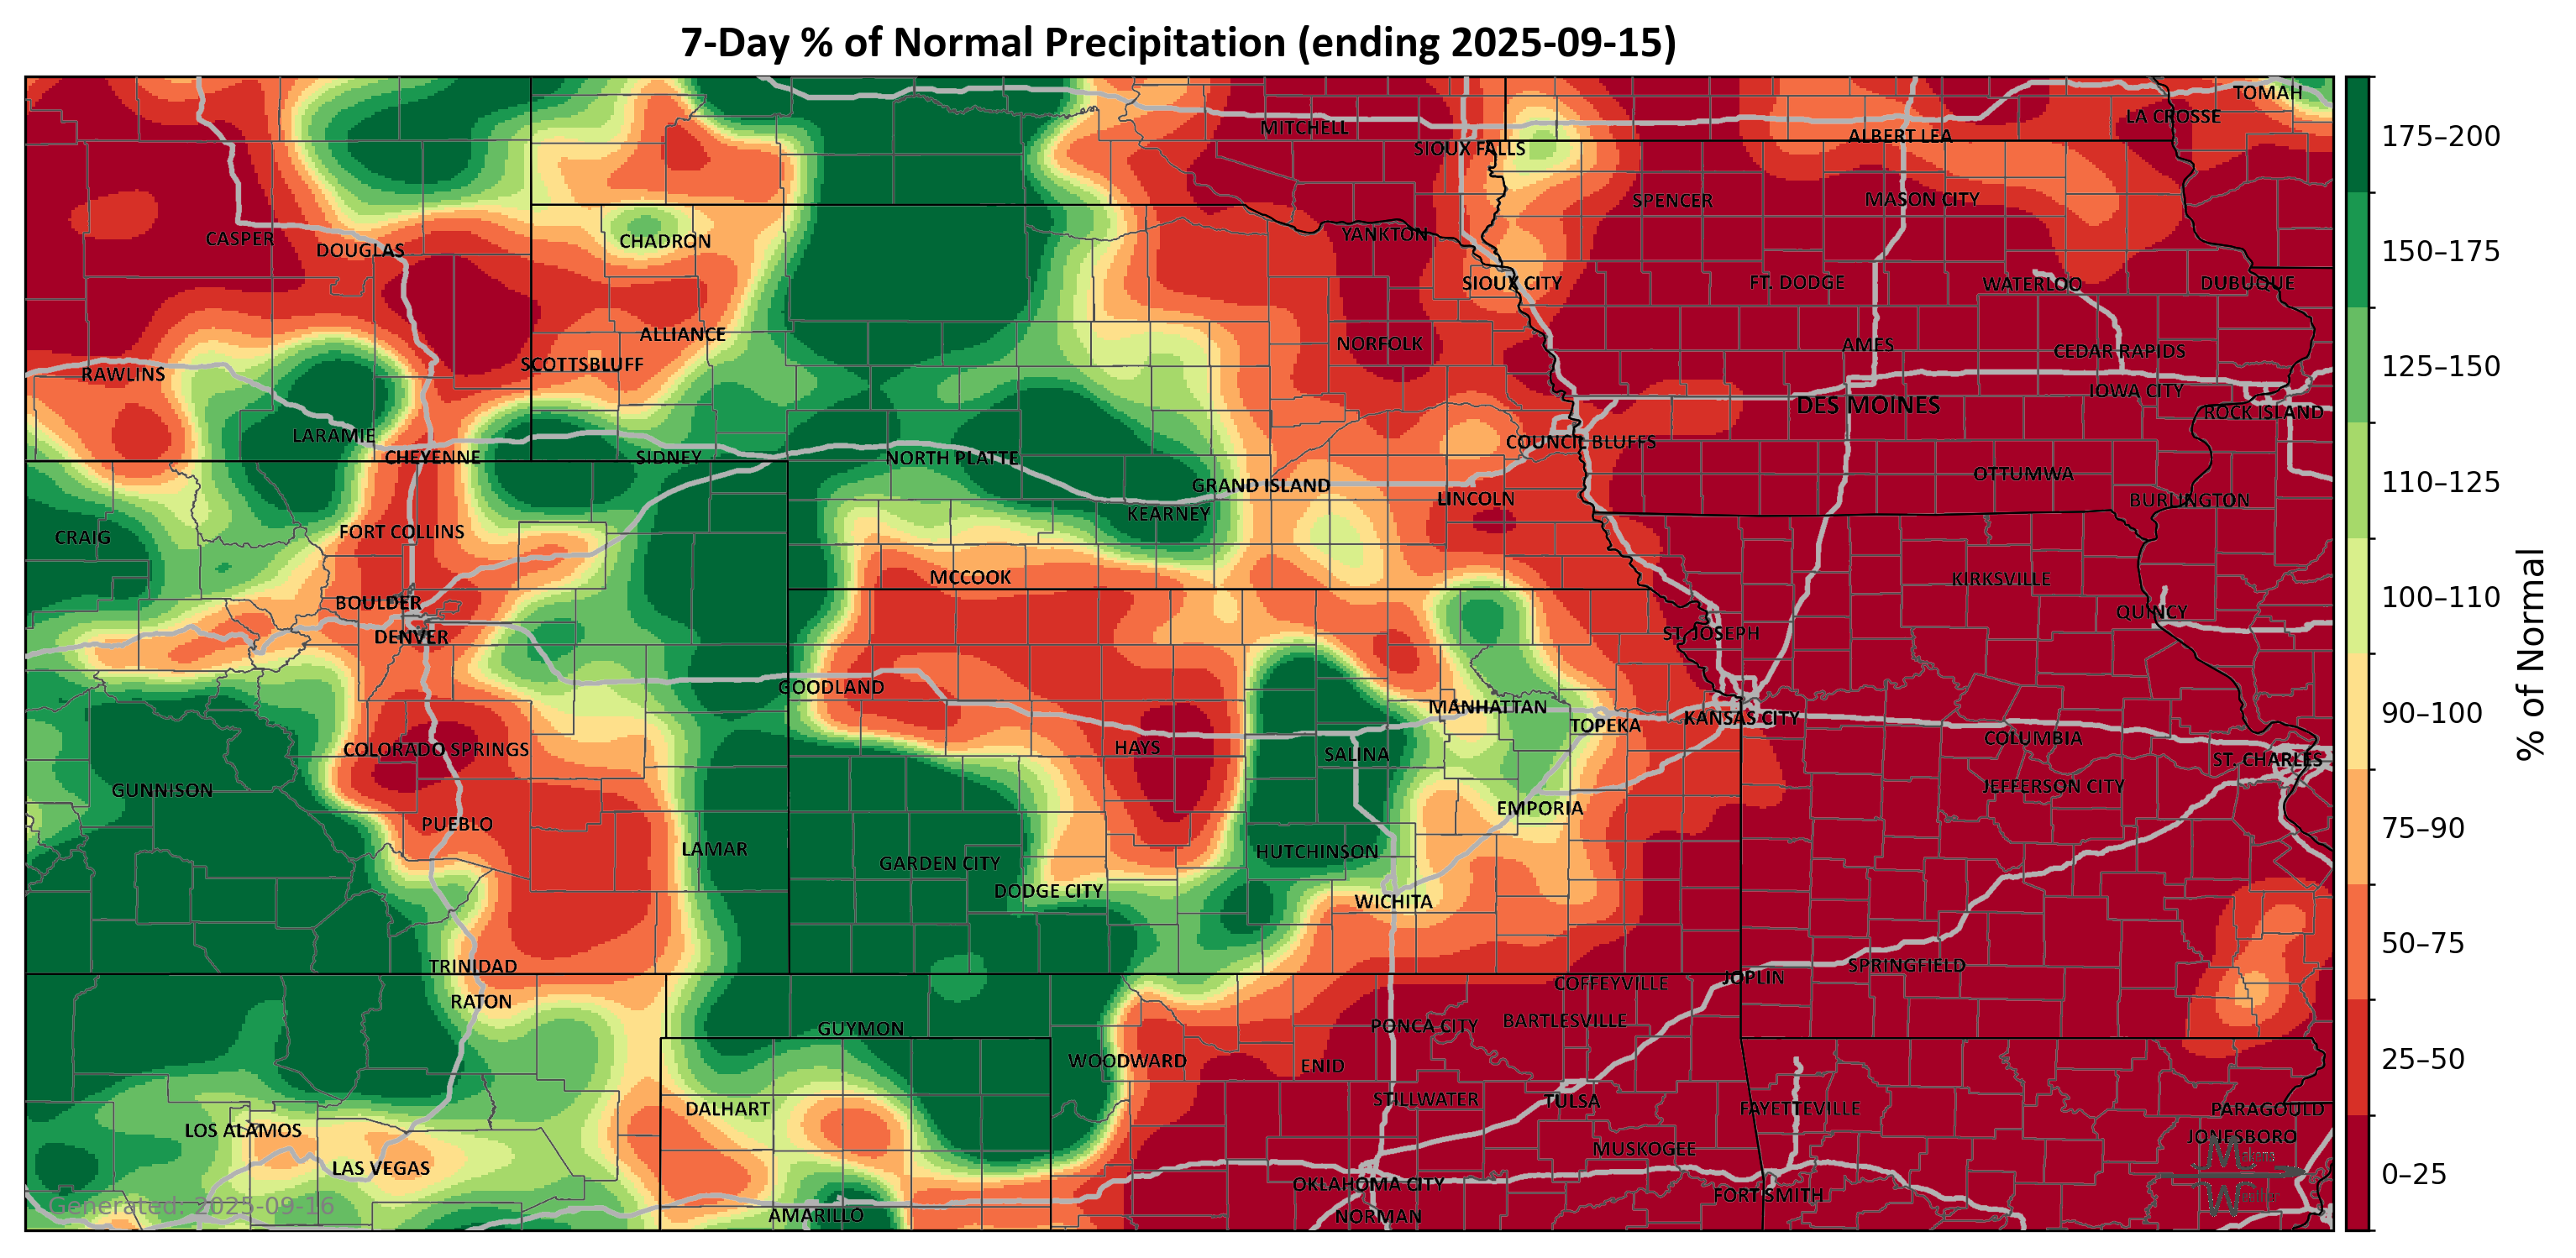 7-Day % of Normal Precipitation (ending 2025-09-15)
TOMAH
LA CROSSE
MITCHELL
ALBERT LEA
SIOUX FALLS
SPENCER
MASON CITY
CASPER
DOUGLAS
CHADRON
YANKTON
SIOUX CITY
FT. DODGE
WATERLOO
DUBUQUE
ALLIANCE
NORFOLK
AMES
CEDAR RAPIDS
SCOTTSBLUFF
RAWLINS
IOWA CITY
DES MOINES
ROCK ISLAND
LARAMIE
COUNCIL BLUFFS
CHEYENNE
SIDNEY
NORTH PLATTE
OTTUMWA
GRAND ISLAND
LINCOLN
BURLINGTON
KEARNEY
CRAIG
FORT COLLINS
MCCOOK
KIRKSVILLE
BOULDER
QUINCY
DENVER
ST. JOSEPH
GOODLAND
MANHATTAN
TOPEKA
KANSAS CITY
COLORADO SPRINGS
HAYS
SALINA
COLUMBIA
ST. CHARLES
GUNNISON
JEFFERSON CITY
EMPORIA
PUEBLO
LAMAR
HUTCHINSON
GARDEN CITY
DODGE CITY
WICHITA
TRINIDAD
SPRINGFIELD
JOPLIN
COFFEYVILLE
RATON
GUYMON
PONCA CITY
BARTLESVILLE
WOODWARD
ENID
STILLWATER
TULSA
DALHART
FAYETTEVILLE
PARAGOULD
LOS ALAMOS
JONESBORO
MUSKOGEE
LAS VEGAS
OKLAHOMA CITY
FORT SMITH
AMARILLO
NORMAN
Generated: 2025-09-16
175–200
150–175
125–150
110–125
100–110
90–100
75–90
50–75
25–50
0–25
% of Normal